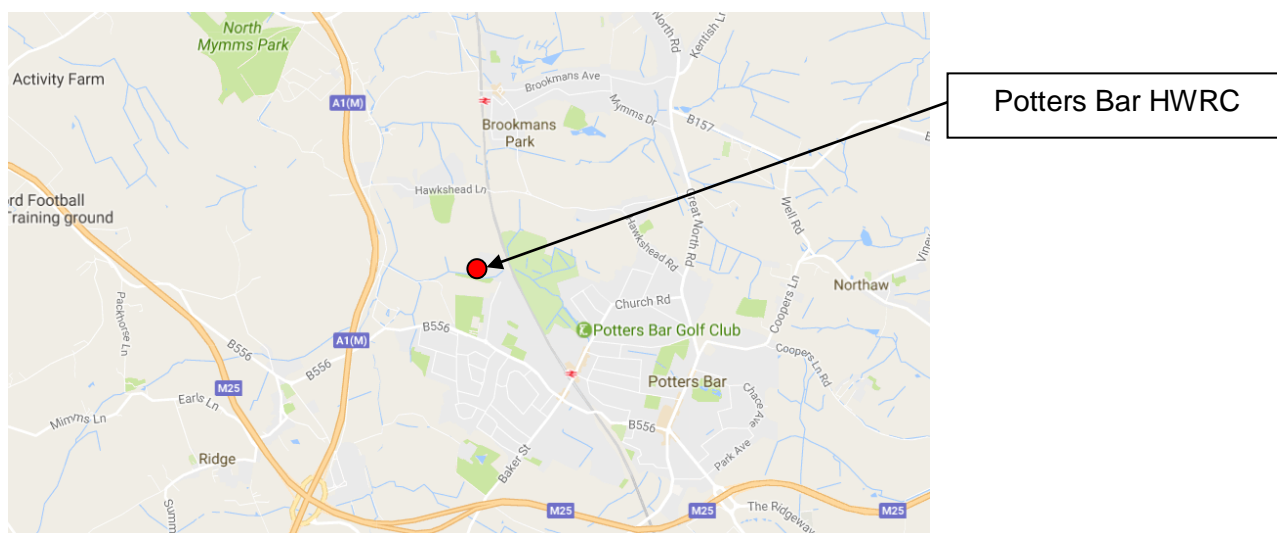 North
Mymms Park
Activity Farm
A1(M)
Brookmans Ave
North Rd
Kentish Ln
Brookmans
Park
Mymms Dr
B157
Potters Bar HWRC
Hawkshead Ln
rd Football
Training ground
Great North Rd
Well Rd
Hawkshead Rd
Northaw
Viney
Coopers Ln
Church Rd
Packhorse Ln
B556
A1(M)
Potters Bar Golf Club
B556
B556
Coopers Ln Rd
M25
Earls Ln
Mimms Ln
Potters Bar
Chace Ave
B556
Ridge
Baker St
Park Ave
M25
The Ridgeway
M25
Summ